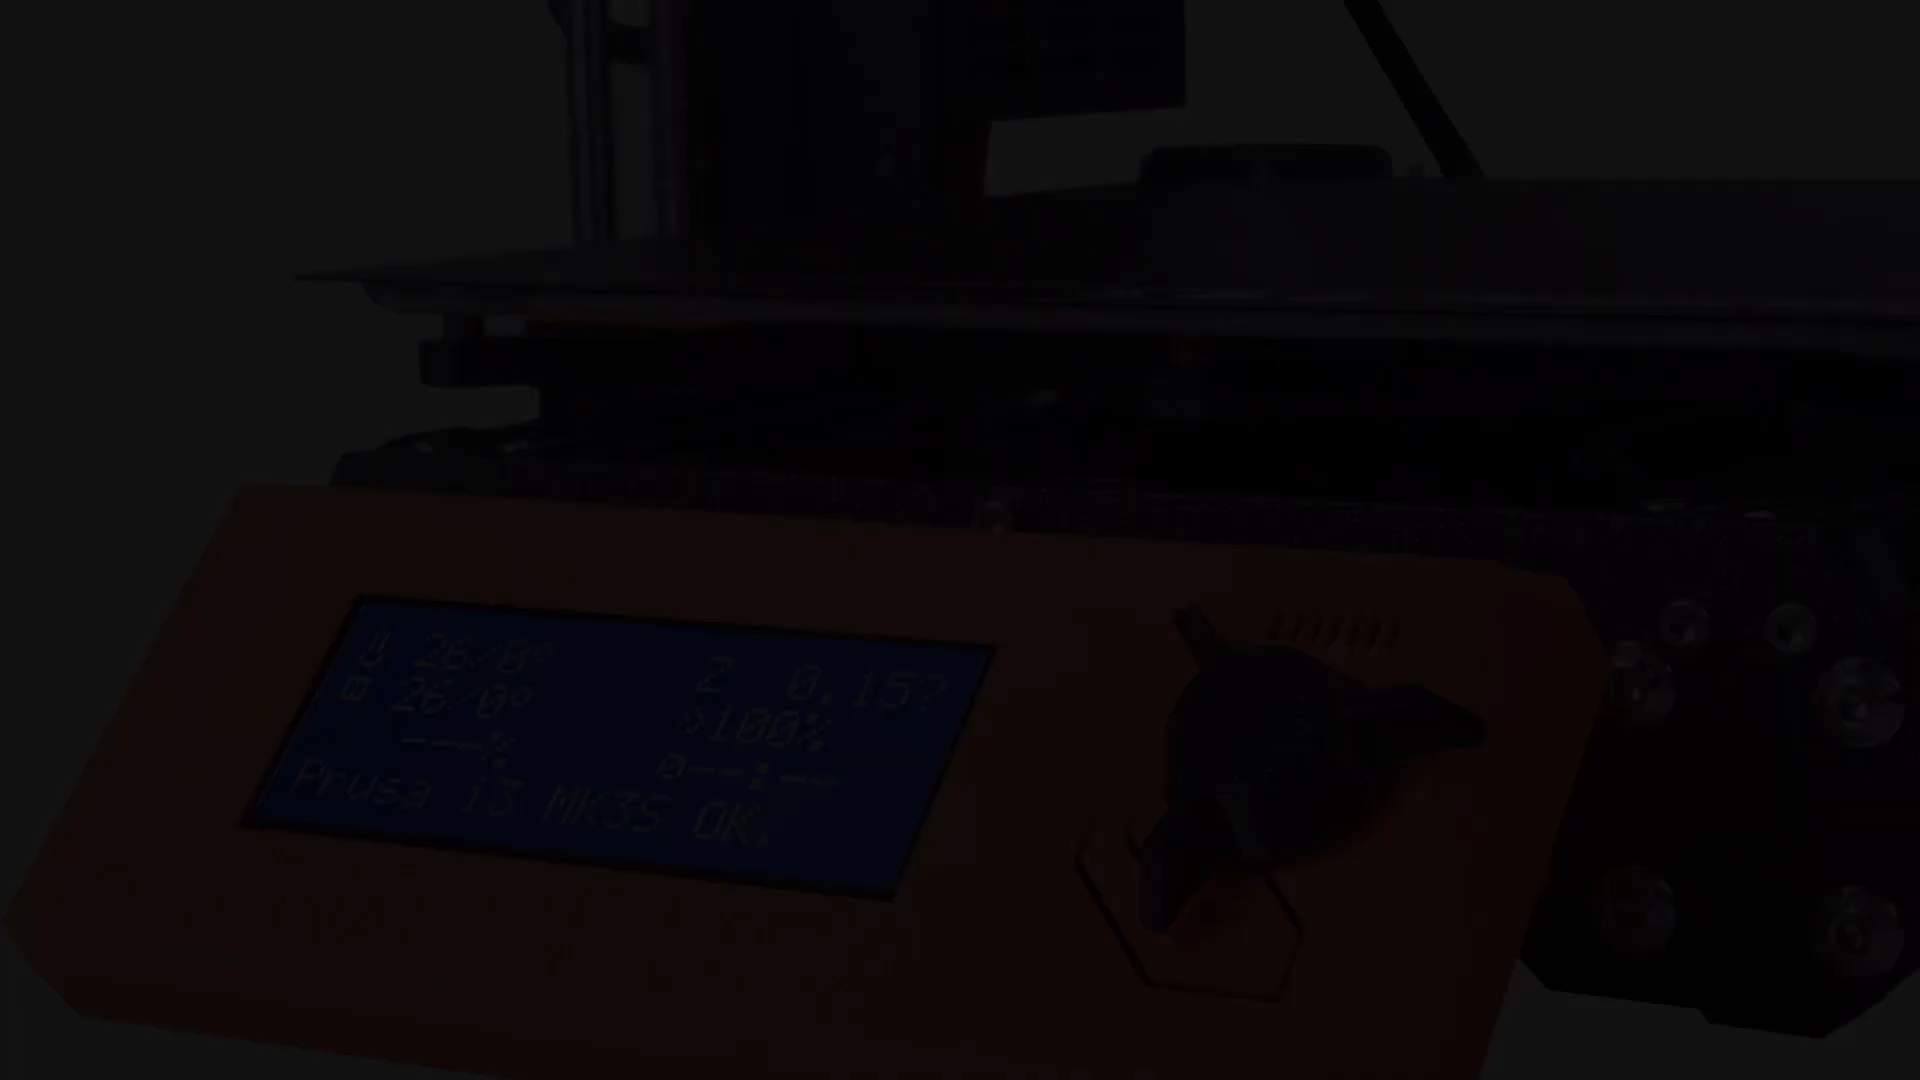 26/0° Z 0.15?
26/0° 100%
---% --:--
Prusa i3 MK3S OK.